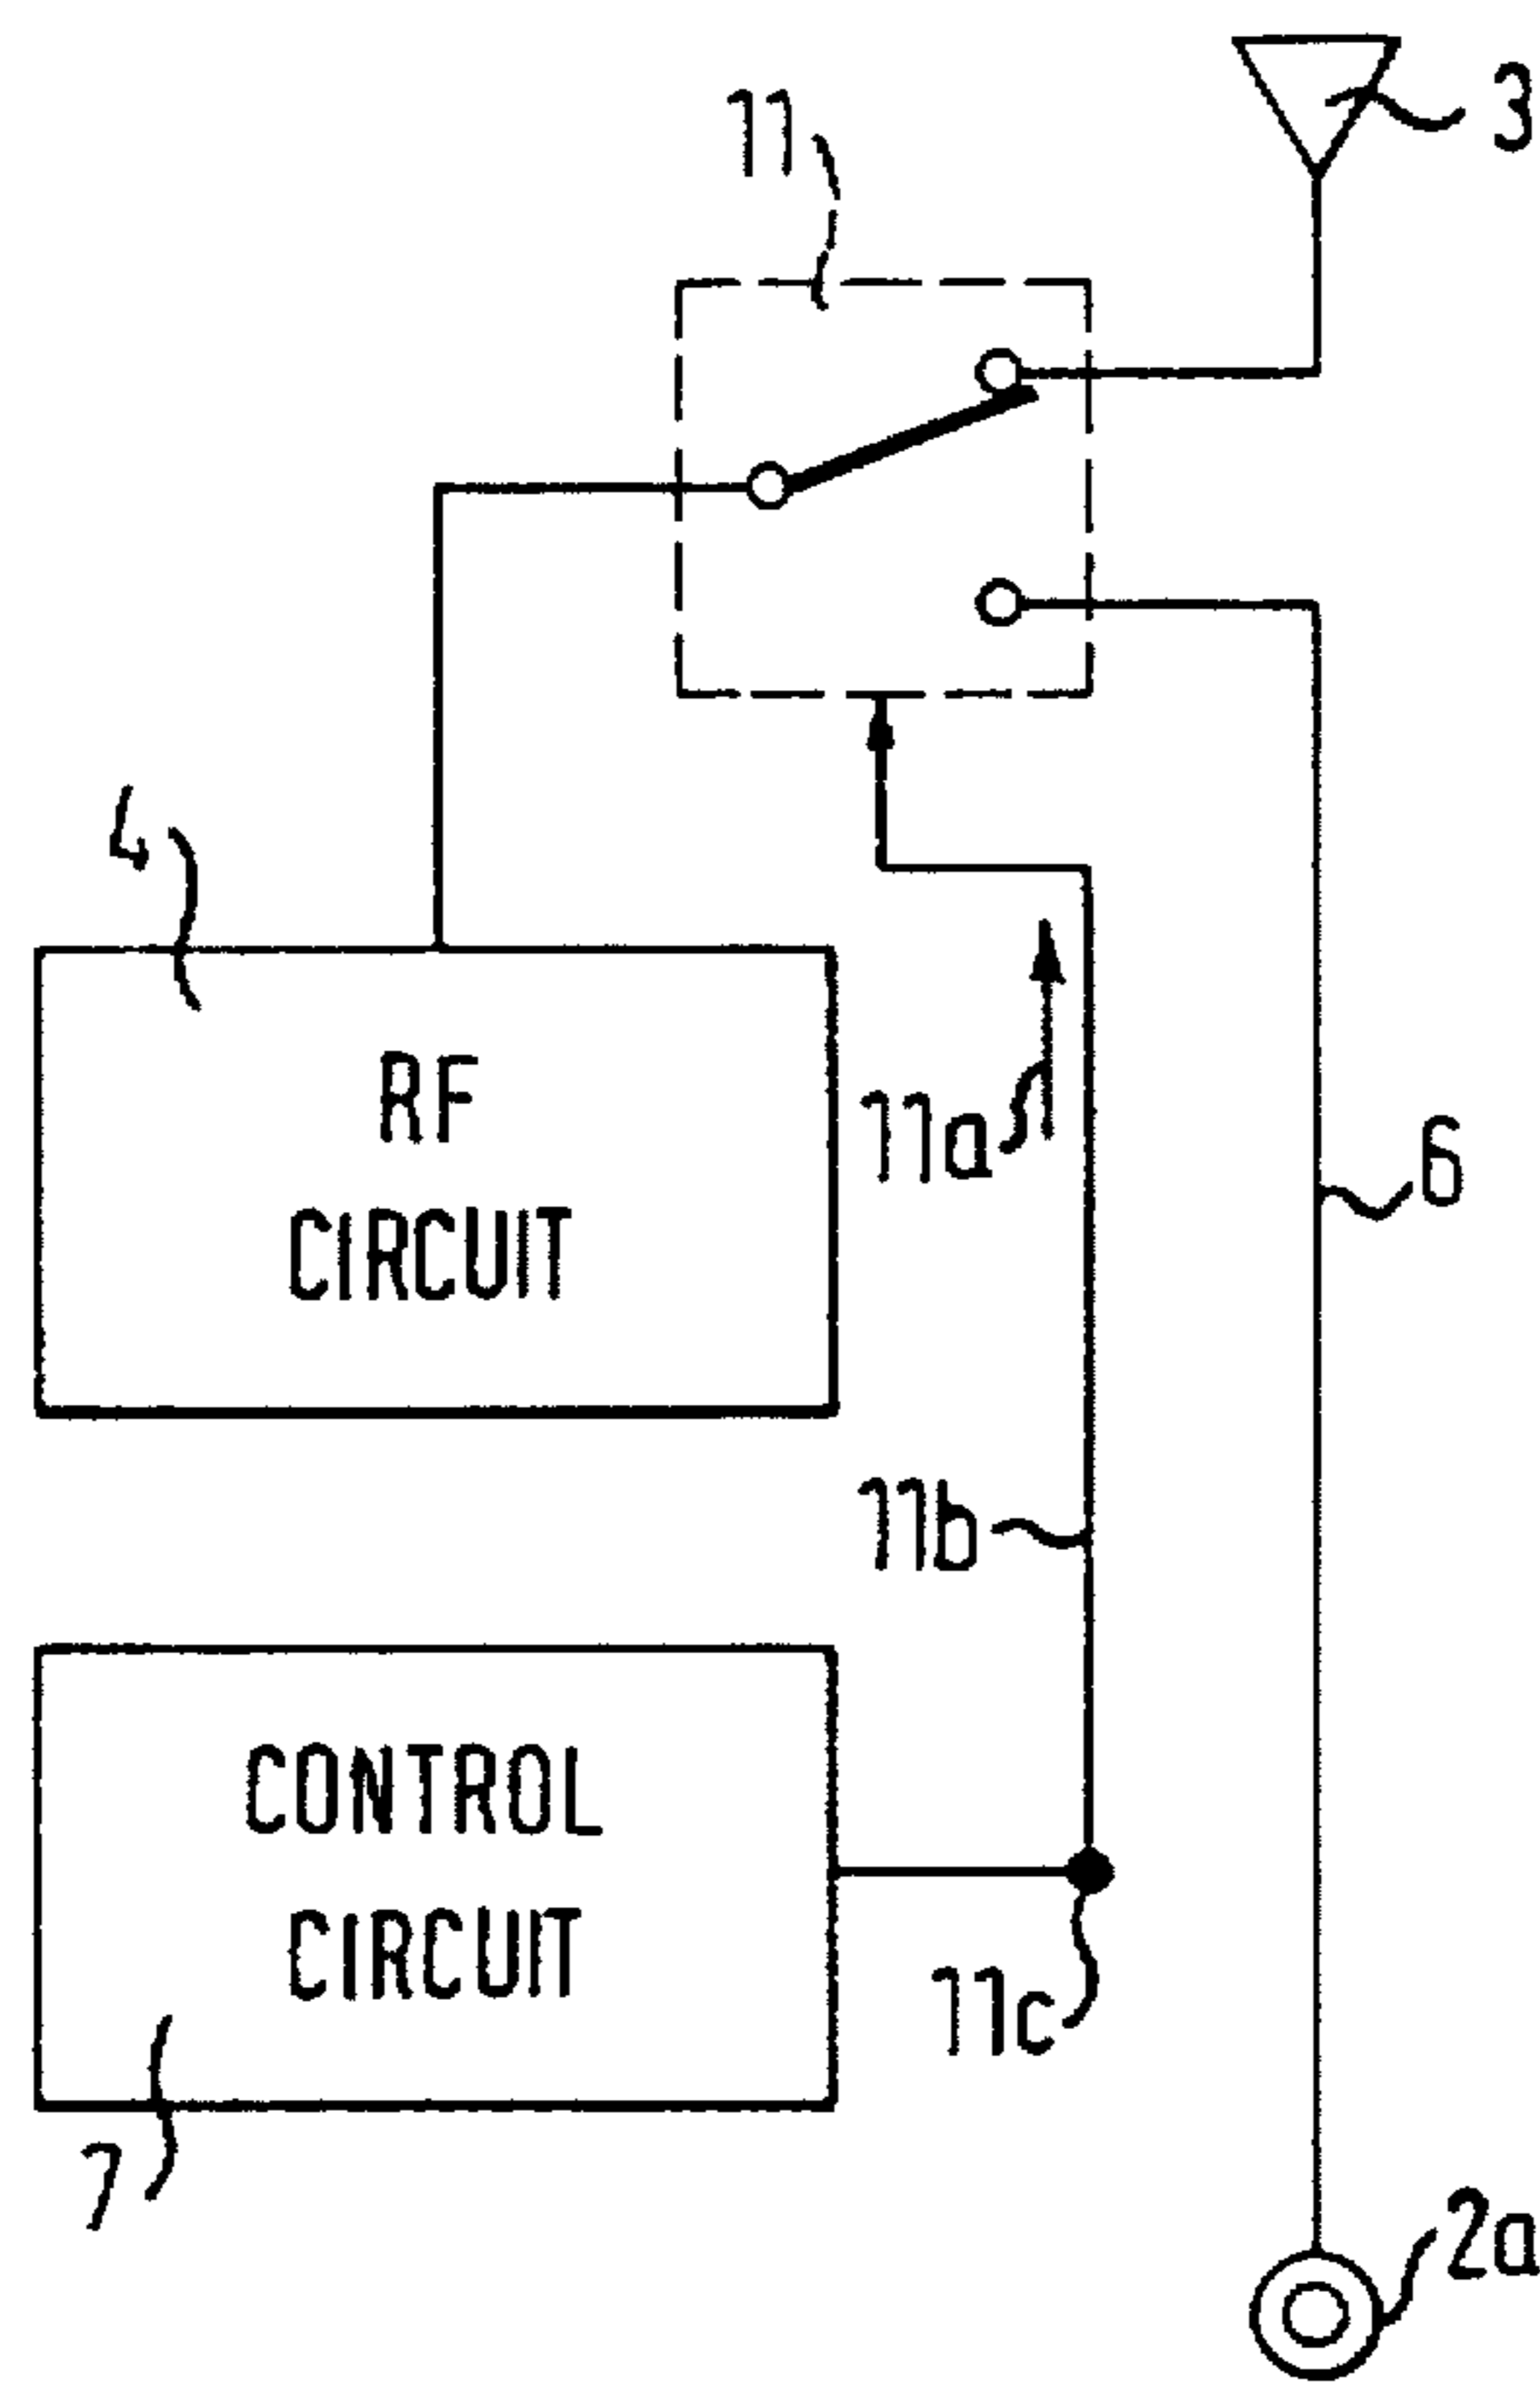 3
11
4
RF
CIRCUIT
11a
6
11b
CONTROL
CIRCUIT
11c
7
2a